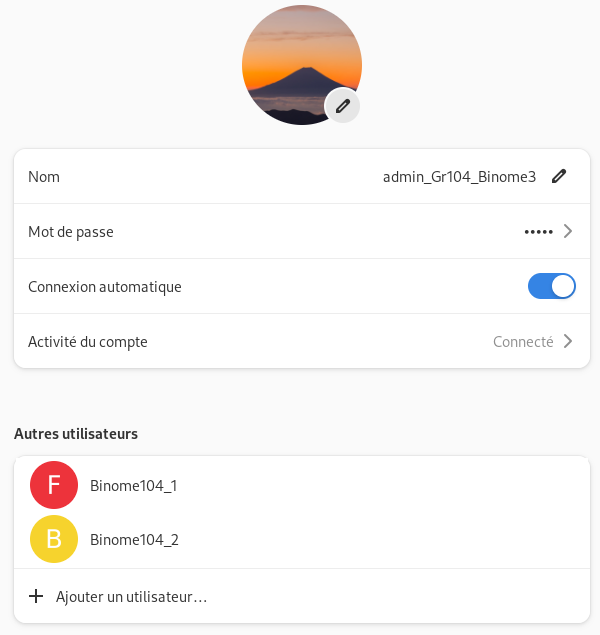 Nom admin_Gr104_Binome3
Mot de passe •••••
Connexion automatique
Activité du compte Connecté
Autres utilisateurs
F Binome104_1
B Binome104_2
Ajouter un utilisateur…